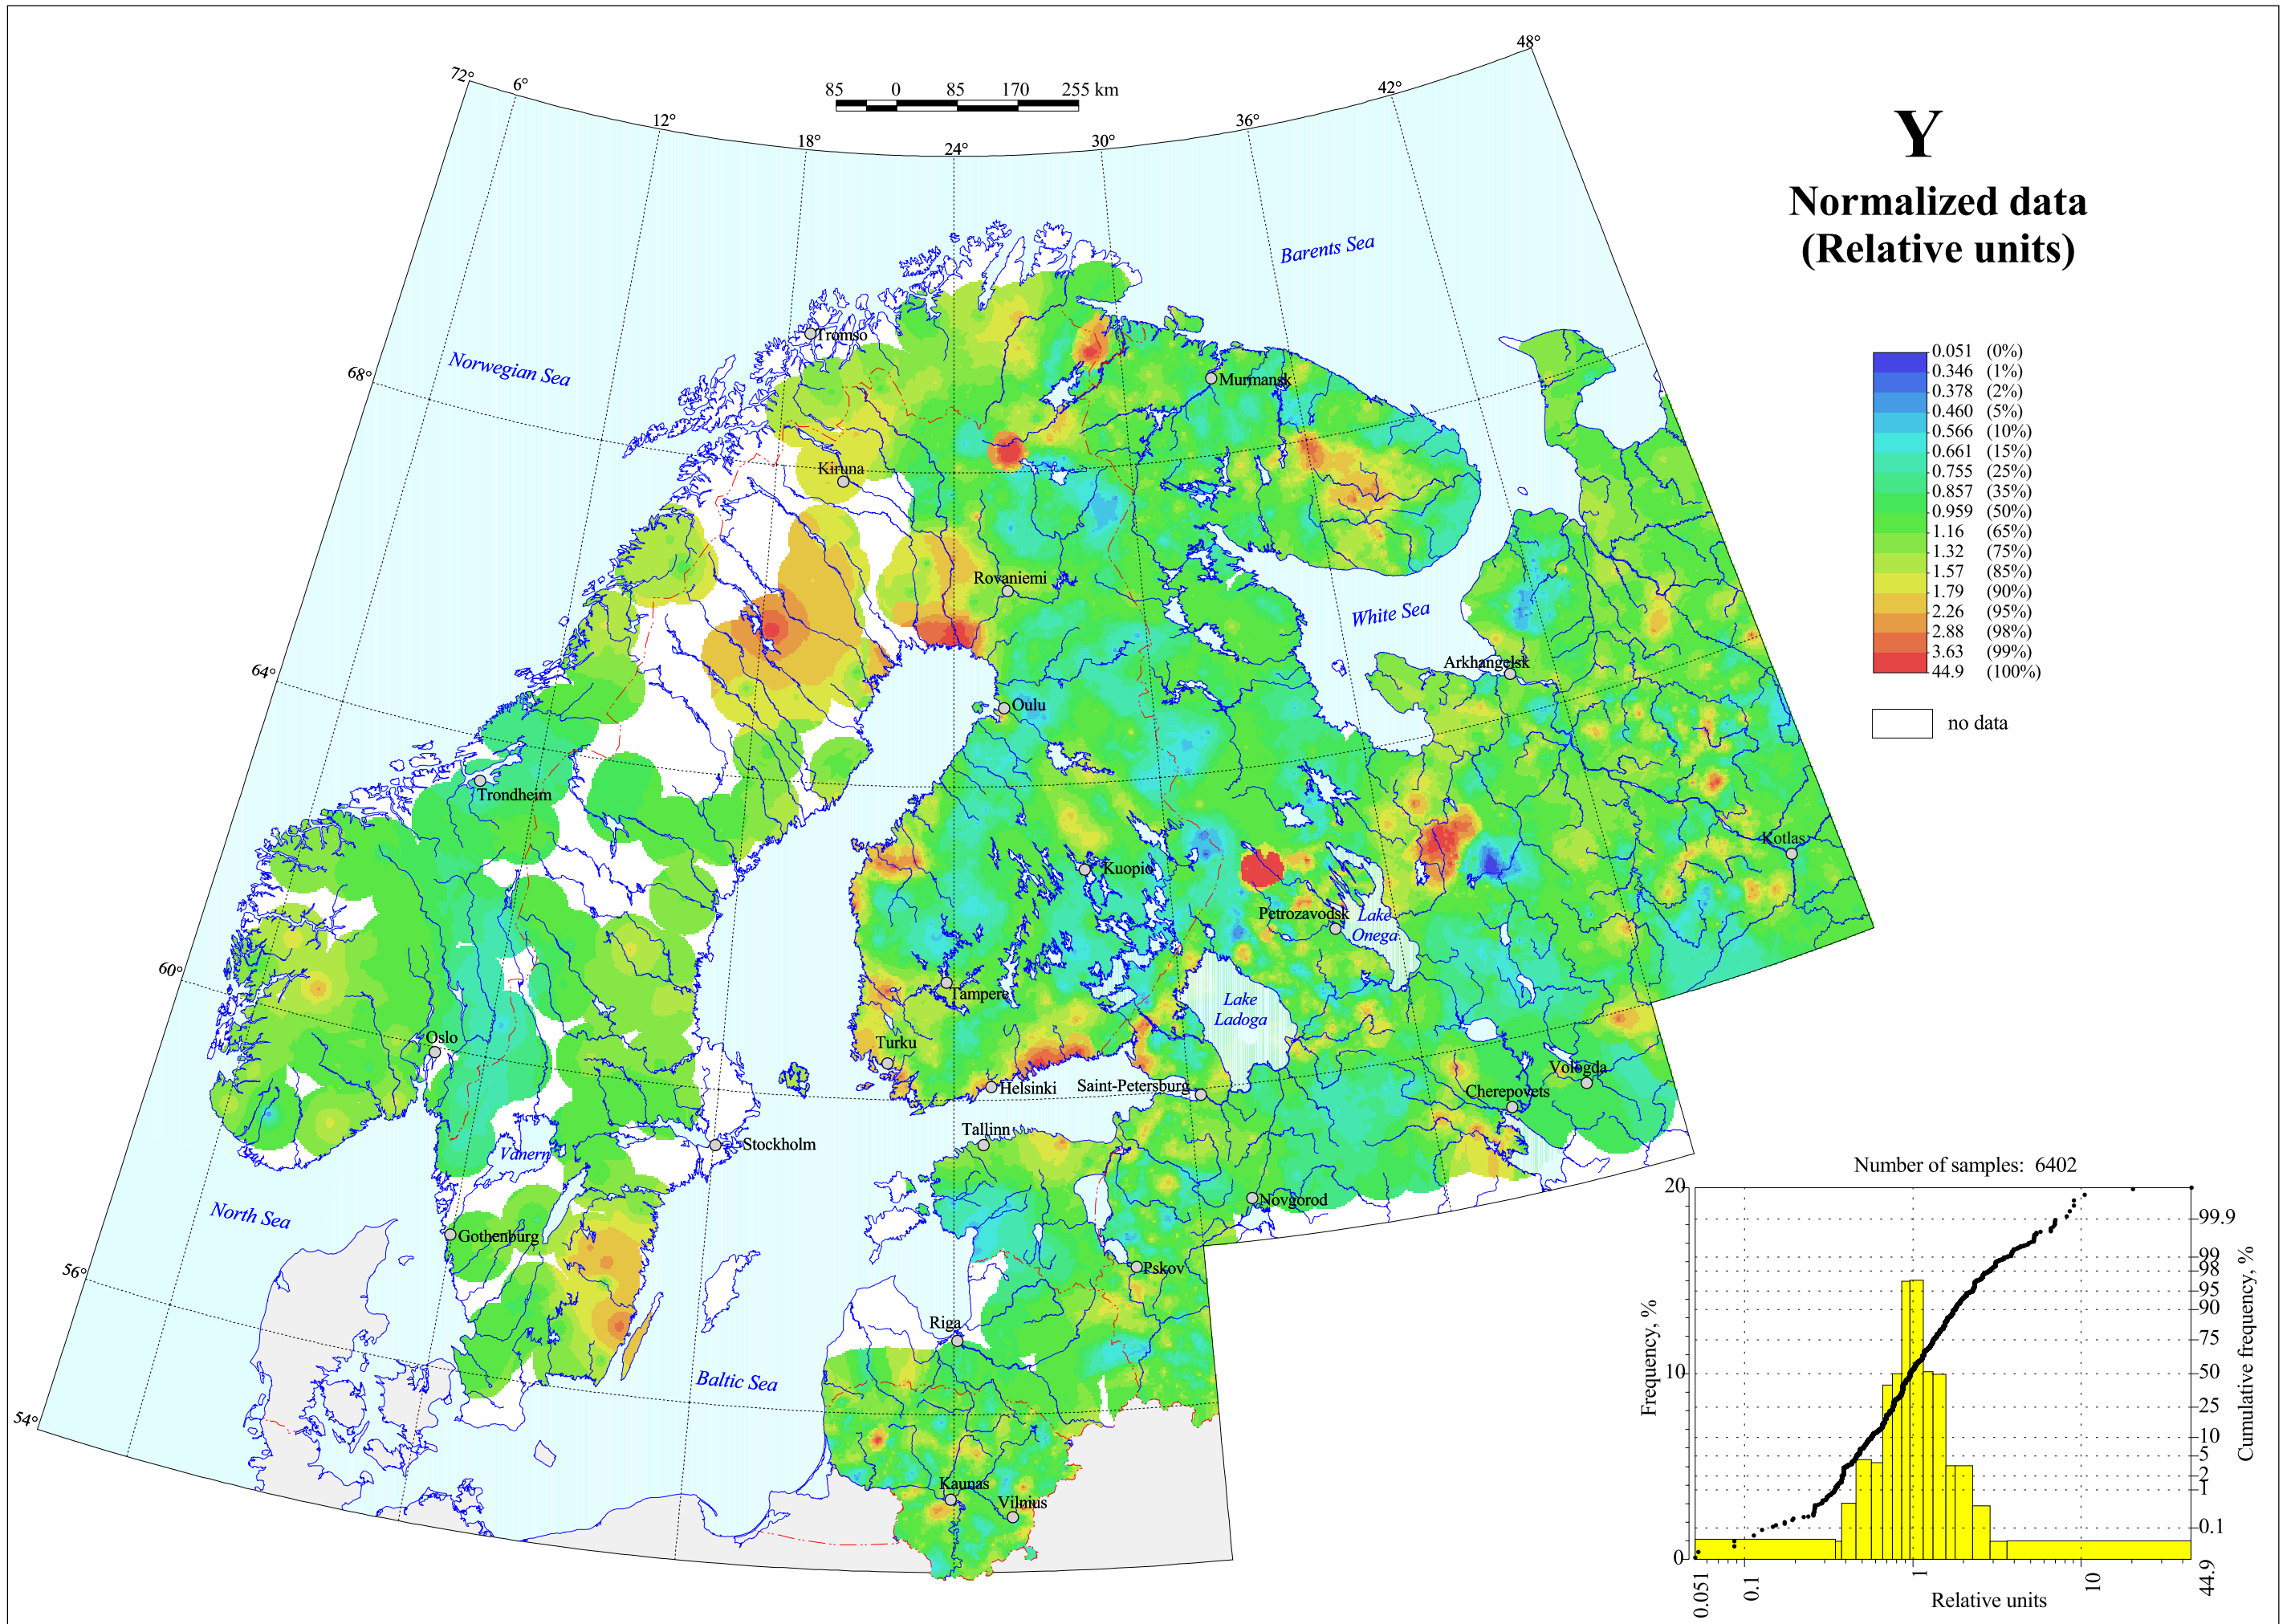 48°
72°
6°
42°
85 0 85 170 255 km
12°
36°
18°
30°
24°
Y
Normalized data
(Relative units)
Barents Sea
Tromso
Norwegian Sea
68°
Murmansk
0.051 (0%)
0.346 (1%)
0.378 (2%)
0.460 (5%)
0.566 (10%)
0.661 (15%)
0.755 (25%)
0.857 (35%)
0.959 (50%)
1.16 (65%)
1.32 (75%)
1.57 (85%)
1.79 (90%)
2.26 (95%)
2.88 (98%)
3.63 (99%)
44.9 (100%)
no data
Kiruna
Rovaniemi
White Sea
Arkhangelsk
64°
Oulu
Trondheim
Kotlas
Kuopio
Petrozavodsk
Lake
Onega
60°
Tampere
Lake
Ladoga
Oslo
Turku
Helsinki
Saint-Petersburg
Vologda
Cherepovets
Tallinn
Stockholm
Vanern
Novgorod
North Sea
Gothenburg
Pskov
56°
Riga
Baltic Sea
54°
Kaunas
Vilnius
Number of samples: 6402
20
10
0
Frequency, %
99.9
99
98
95
90
75
50
25
10
5
2
1
0.1
Cumulative frequency, %
0.051
0.1
1
10
44.9
Relative units